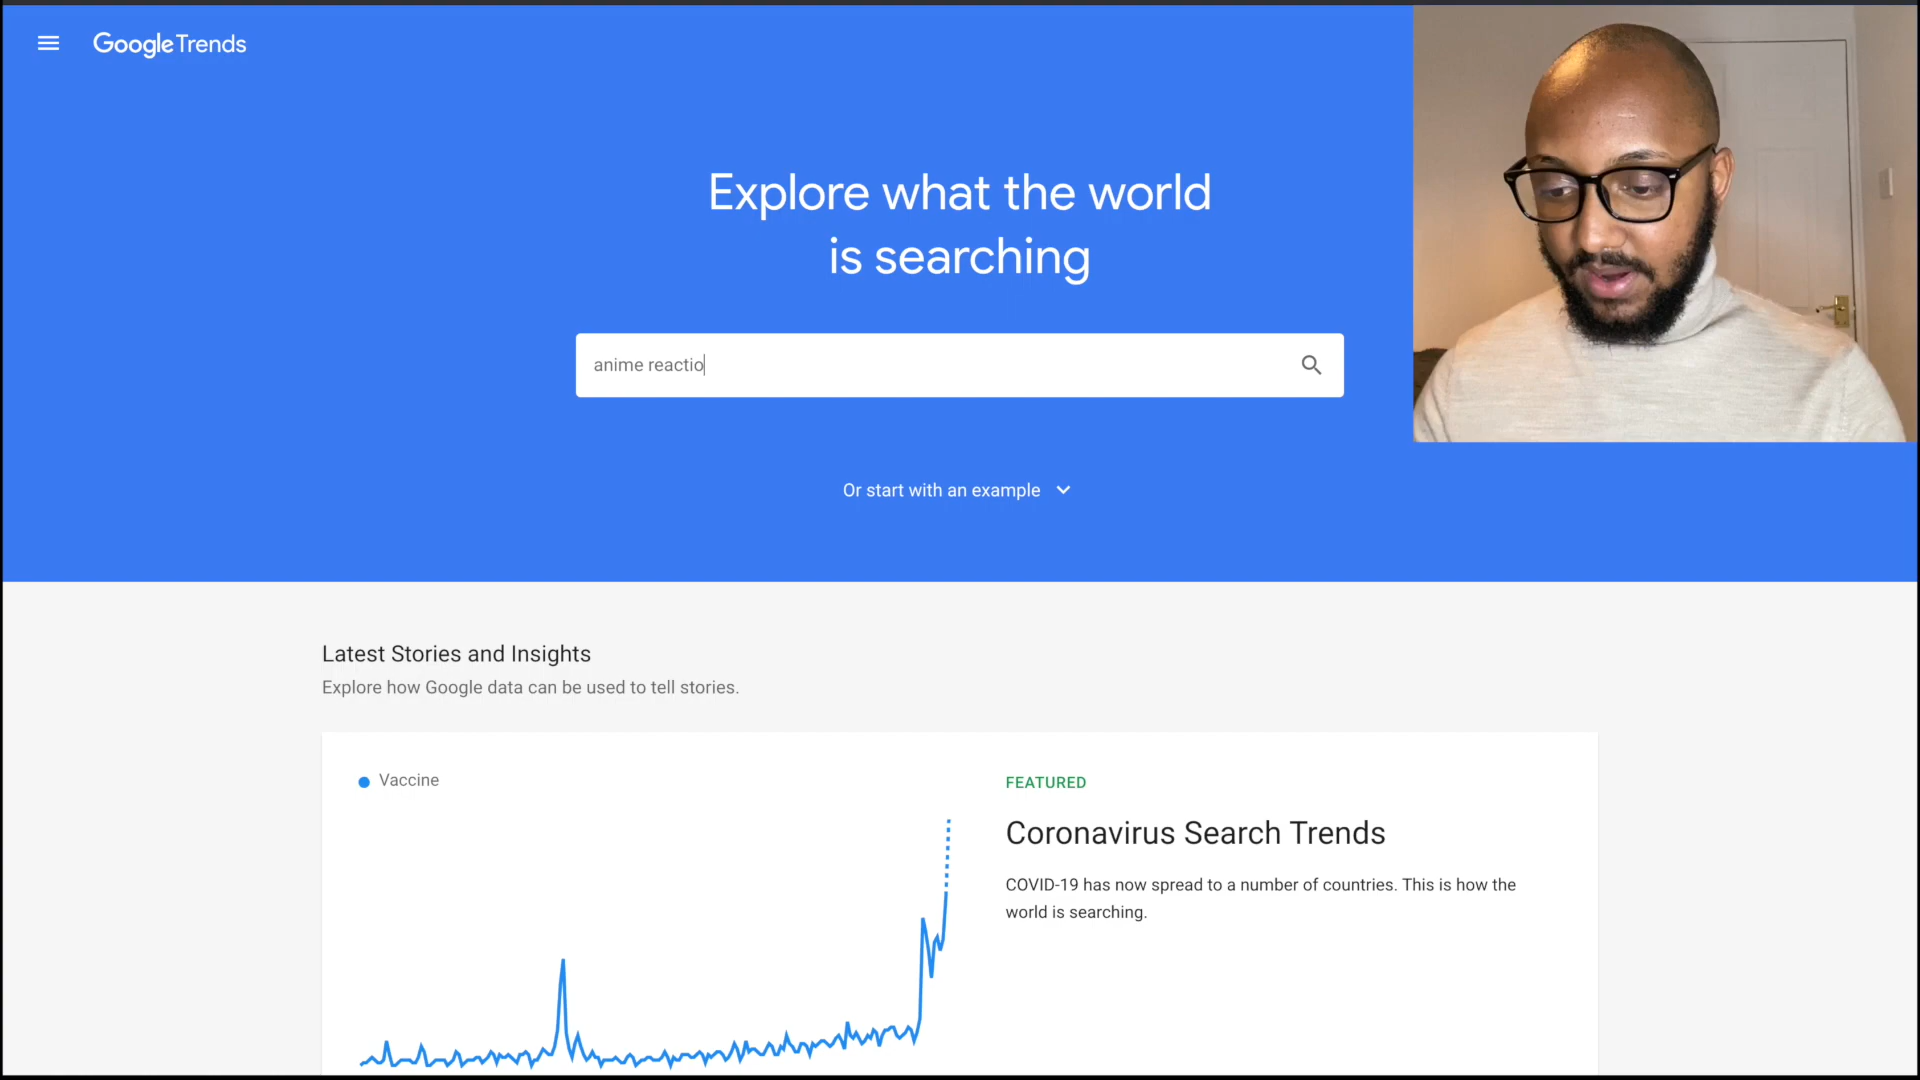 Google Trends
Explore what the world
is searching
anime reactio
Or start with an example
Latest Stories and Insights
Explore how Google data can be used to tell stories.
Vaccine
FEATURED
Coronavirus Search Trends
COVID-19 has now spread to a number of countries. This is how the
world is searching.